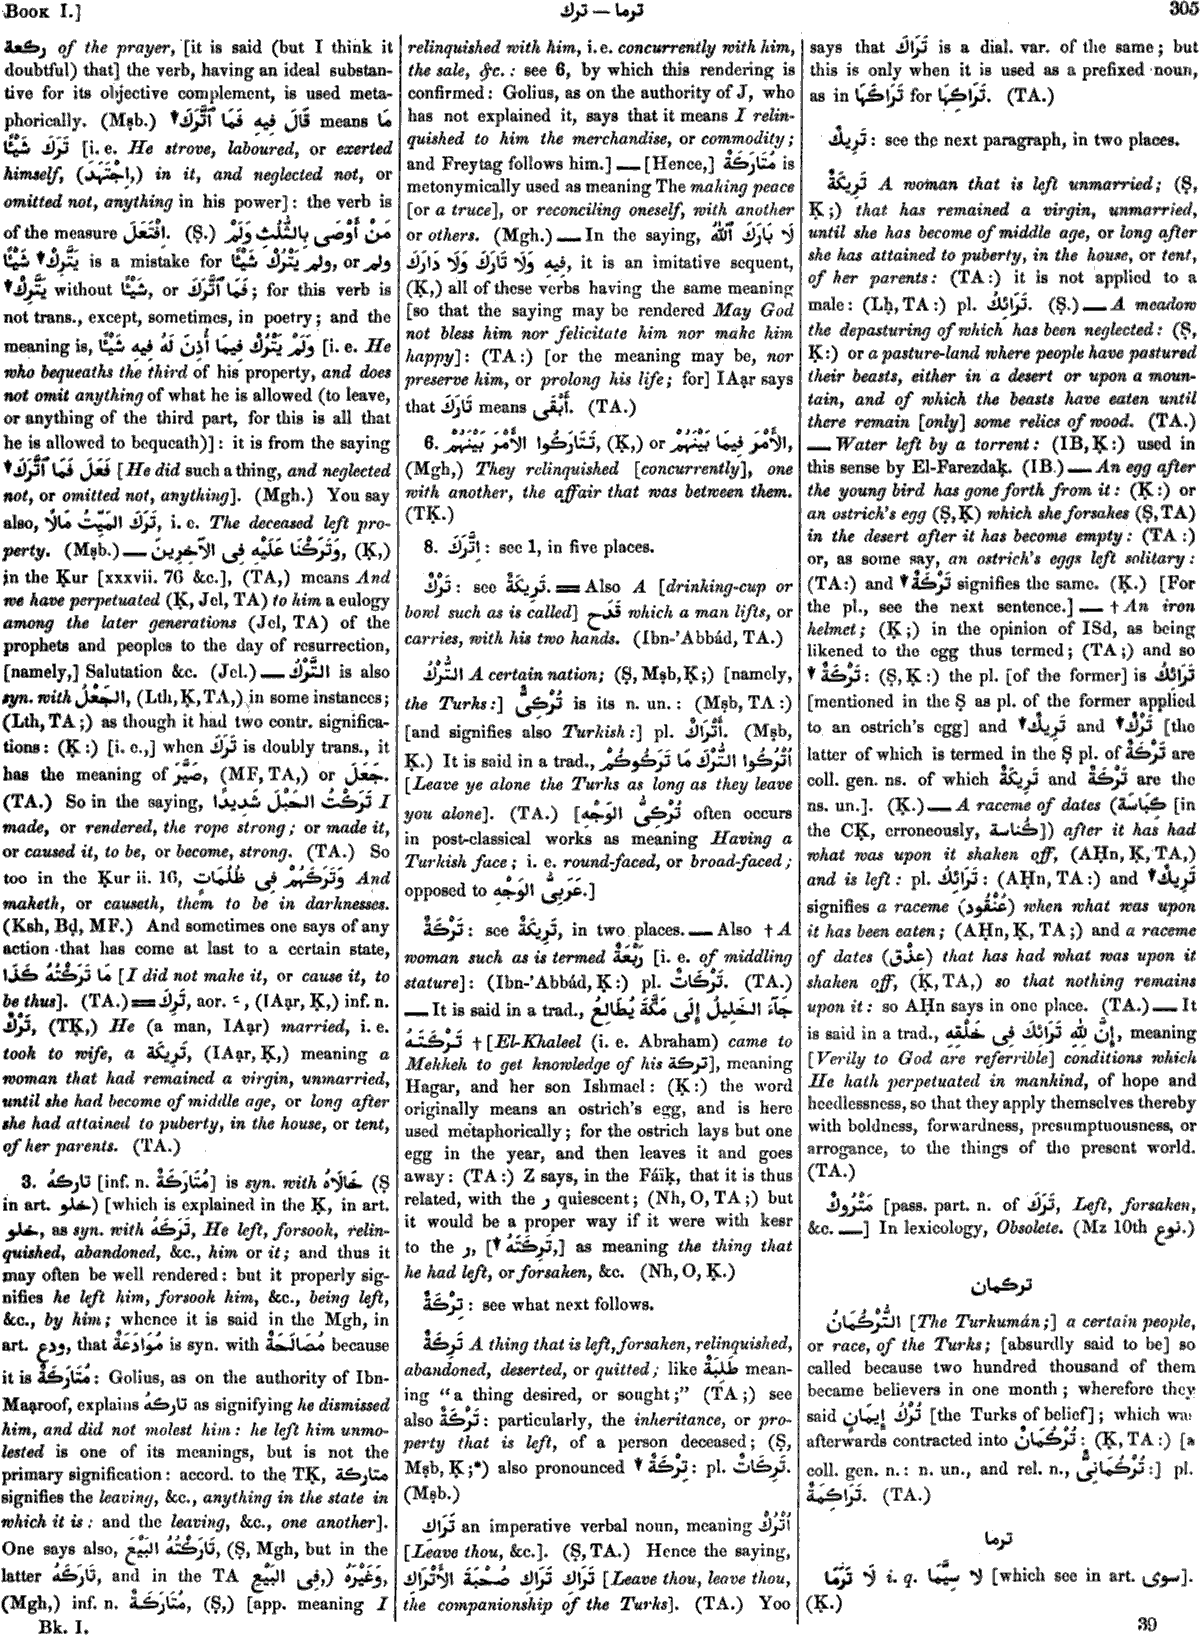 BOOK I.]
ترما — ترك
305
رَكْعَة of the prayer, [it is said (but I think it
doubtful) that] the verb, having an ideal substan-
tive for its objective complement, is used meta-
phorically. (Mṣb.) قَالَ فِيهِ فَمَا ٱتَّرَكَ means مَا
تَرَكَ شَيْئًا [i. e. He strove, laboured, or exerted
himself, (اِجْتَهَدَ,) in it, and neglected not, or
omitted not, anything in his power]: the verb is
of the measure اِفْتَعَلَ. (Ṣ.) مَنْ أَوْصَى بِالثُّلُثِ وَلَمْ
يَتَّرِكْ شَيْئًا is a mistake for ولم يَتْرُكْ شَيْئًا, or ولم
يَتَّرِكْ without شَيْئًا, or فَمَا ٱتَّرَكَ; for this verb is
not trans., except, sometimes, in poetry; and the
meaning is, وَلَمْ يَتْرُكْ فِيمَا أُذِنَ لَهُ فِيهِ شَيْئًا [i. e. He
who bequeaths the third of his property, and does
not omit anything of what he is allowed (to leave,
or anything of the third part, for this is all that
he is allowed to bequeath)]: it is from the saying
فَعَلَ فَمَا ٱتَّرَكَ [He did such a thing, and neglected
not, or omitted not, anything]. (Mgh.) You say
also, تَرَكَ المَيِّتُ مَالًا, i. e. The deceased left pro-
perty. (Mṣb.) — وَتَرَكْنَا عَلَيْهِ فِى الآخِرِينَ, (Ḳ,)
in the Ḳur [xxxvii. 76 &c.], (TA,) means And
we have perpetuated (Ḳ, Jel, TA) to him a eulogy
among the later generations (Jel, TA) of the
prophets and peoples to the day of resurrection,
[namely,] Salutation &c. (Jel.) — التَّرْكُ is also
syn. with الجَعْلُ, (Lth, Ḳ, TA,) in some instances;
(Lth, TA;) as though it had two contr. significa-
tions: (Ḳ:) [i. e.,] when تَرَكَ is doubly trans., it
has the meaning of صَيَّرَ, (MF, TA,) or جَعَلَ.
(TA.) So in the saying, تَرَكْتُ الحَبْلَ شَدِيدًا I
made, or rendered, the rope strong; or made it,
or caused it, to be, or become, strong. (TA.) So
too in the Ḳur ii. 16, وَتَرَكَهُمْ فِى ظُلُمَاتٍ And
maketh, or causeth, them to be in darknesses.
(Ksh, Bḍ, MF.) And sometimes one says of any
action that has come at last to a certain state,
مَا تَرَكْتُهُ كَذَا [I did not make it, or cause it, to
be thus]. (TA.) = تَرِكَ, aor. ـَ, (IAạr, Ḳ,) inf. n.
تَرَكٌ, (TḲ,) He (a man, IAạr) married, i. e.
took to wife, a تَرِيكَة, (IAạr, Ḳ,) meaning a
woman that had remained a virgin, unmarried,
until she had become of middle age, or long after
she had attained to puberty, in the house, or tent,
of her parents. (TA.)
3. تاركهُ [inf. n. مُتَارَكَةٌ] is syn. with خَالَاهُ (Ṣ
in art. خلو) [which is explained in the Ḳ, in art.
خلو, as syn. with تَرَكَهُ, He left, forsook, relin-
quished, abandoned, &c., him or it; and thus it
may often be well rendered: but it properly sig-
nifies he left him, forsook him, &c., being left,
&c., by him; whence it is said in the Mgh, in
art. ودع, that مُوَادَعَةٌ is syn. with مُصَالَحَةٌ because
it is مُتَارَكَةٌ: Golius, as on the authority of Ibn-
Maạroof, explains تاركهُ as signifying he dismissed
him, and did not molest him: he left him unmo-
lested is one of its meanings, but is not the
primary signification: accord. to the TḲ, متاركة
signifies the leaving, &c., anything in the state in
which it is: and the leaving, &c., one another].
One says also, تَارَكْتُهُ البَيْعَ, (Ṣ, Mgh, but in the
latter تَارَكَهُ, and in the TA فِى البَيْعِ,) وَغَيْرَهُ,
(Mgh,) inf. n. مُتَارَكَةٌ, (Ṣ,) [app. meaning I
Bk. I.
relinquished with him, i. e. concurrently with him,
the sale, &c.: see 6, by which this rendering is
confirmed: Golius, as on the authority of J, who
has not explained it, says that it means I relin-
quished to him the merchandise, or commodity;
and Freytag follows him.] — [Hence,] مُتَارَكَةٌ is
metonymically used as meaning The making peace
[or a truce], or reconciling oneself, with another
or others. (Mgh.) — In the saying, لَا بَارَكَ ٱللّٰهُ
فِيهِ وَلَا تَارَكَ وَلَا دَارَكَ, it is an imitative sequent,
(Ḳ,) all of these verbs having the same meaning
[so that the saying may be rendered May God
not bless him nor felicitate him nor make him
happy]: (TA:) [or the meaning may be, nor
preserve him, or prolong his life; for] IAạr says
that تَارَكَ means أَبْقَى. (TA.)
6. تَتَارَكُوا الأَمْرَ بَيْنَهُمْ, (Ḳ,) or الأَمْرَ فِيمَا بَيْنَهُمْ,
(Mgh,) They relinquished [concurrently], one
with another, the affair that was between them.
(TḲ.)
8. اِتَّرَكَ: see 1, in five places.
تَرْكٌ: see تَرِيكَةٌ. = Also A [drinking-cup or
bowl such as is called] قَدَح which a man lifts, or
carries, with his two hands. (Ibn-'Abbád, TA.)
التُّرْكُ A certain nation; (Ṣ, Mṣb, Ḳ;) [namely,
the Turks:] تُرْكِىٌّ is its n. un.: (Mṣb, TA:)
[and signifies also Turkish:] pl. أَتْرَاكٌ. (Mṣb,
Ḳ.) It is said in a trad., اُتْرُكُوا التُّرْكَ مَا تَرَكُوكُمْ
[Leave ye alone the Turks as long as they leave
you alone]. (TA.) [تُرْكِىُّ الوَجْهِ often occurs
in post-classical works as meaning Having a
Turkish face; i. e. round-faced, or broad-faced;
opposed to عَرَبِىُّ الوَجْهِ.]
تَرْكَةٌ: see تَرِيكَةٌ, in two places. — Also † A
woman such as is termed رَبْعَةٌ [i. e. of middling
stature]: (Ibn-'Abbád, Ḳ:) pl. تَرْكَاتٌ. (TA.)
— It is said in a trad., جَآءَ الخَلِيلُ إِلَى مَكَّةَ يُطَالِعُ
تَرْكَتَهُ † [El-Khaleel (i. e. Abraham) came to
Mekkeh to get knowledge of his تركة], meaning
Hagar, and her son Ishmael: (Ḳ:) the word
originally means an ostrich's egg, and is here
used metaphorically; for the ostrich lays but one
egg in the year, and then leaves it and goes
away: (TA:) Z says, in the Fáïḳ, that it is thus
related, with the ر quiescent; (Nh, O, TA;) but
it would be a proper way if it were with kesr
to the ر, [تَرِكَتَهُ,] as meaning the thing that
he had left, or forsaken, &c. (Nh, O, Ḳ.)
تِرْكَةٌ: see what next follows.
تَرِكَةٌ A thing that is left, forsaken, relinquished,
abandoned, deserted, or quitted; like طَلِبَةٌ mean-
ing "a thing desired, or sought;" (TA;) see
also تَرْكَةٌ: particularly, the inheritance, or pro-
perty that is left, of a person deceased; (Ṣ,
Mṣb, Ḳ;*) also pronounced تِرْكَةٌ: pl. تَرِكَاتٌ.
(Mṣb.)
تَرَاكِ an imperative verbal noun, meaning اُتْرُكْ
[Leave thou, &c.]. (Ṣ, TA.) Hence the saying,
تَرَاكِ تَرَاكِ صُحْبَةَ الأَتْرَاكِ [Leave thou, leave thou,
the companionship of the Turks]. (TA.) Yoo
says that تَرَاكَ is a dial. var. of the same; but
this is only when it is used as a prefixed noun,
as in تَرَاكَهَا for تَرَاكِهَا. (TA.)
تَرِيكٌ: see the next paragraph, in two places.
تَرِيكَةٌ A woman that is left unmarried; (Ṣ,
Ḳ;) that has remained a virgin, unmarried,
until she has become of middle age, or long after
she has attained to puberty, in the house, or tent,
of her parents: (TA:) it is not applied to a
male: (Lḥ, TA:) pl. تَرَائِكُ. (Ṣ.) — A meadow
the depasturing of which has been neglected: (Ṣ,
Ḳ:) or a pasture-land where people have pastured
their beasts, either in a desert or upon a moun-
tain, and of which the beasts have eaten until
there remain [only] some relics of wood. (TA.)
— Water left by a torrent: (IB, Ḳ:) used in
this sense by El-Farezdaḳ. (IB.) — An egg after
the young bird has gone forth from it: (Ḳ:) or
an ostrich's egg (Ṣ, Ḳ) which she forsakes (Ṣ, TA)
in the desert after it has become empty: (TA:)
or, as some say, an ostrich's eggs left solitary:
(TA:) and تَرْكَةٌ signifies the same. (Ḳ.) [For
the pl., see the next sentence.] — † An iron
helmet; (Ḳ;) in the opinion of ISd, as being
likened to the egg thus termed; (TA;) and so
تَرْكَةٌ: (Ṣ, Ḳ:) the pl. [of the former] is تَرَائِكُ
[mentioned in the Ṣ as pl. of the former applied
to an ostrich's egg] and تَرِيكٌ and تَرْكٌ [the
latter of which is termed in the Ṣ pl. of تَرْكَةٌ are
coll. gen. ns. of which تَرِيكَةٌ and تَرْكَةٌ are the
ns. un.]. (Ḳ.) — A raceme of dates (كِبَاسَة [in
the CḲ, erroneously, كُناسة]) after it has had
what was upon it shaken off, (AḤn, Ḳ, TA,)
and is left: pl. تَرَائِكُ: (AḤn, TA:) and تَرِيكٌ
signifies a raceme (عُنْقُود) when what was upon
it has been eaten; (AḤn, Ḳ, TA;) and a raceme
of dates (عِذْق) that has had what was upon it
shaken off, (Ḳ, TA,) so that nothing remains
upon it: so AḤn says in one place. (TA.) — It
is said in a trad., إِنَّ لِلّٰهِ تَرَائِكَ فِى خَلْقِهِ, meaning
[Verily to God are referrible] conditions which
He hath perpetuated in mankind, of hope and
heedlessness, so that they apply themselves thereby
with boldness, forwardness, presumptuousness, or
arrogance, to the things of the present world.
(TA.)
مَتْرُوكٌ [pass. part. n. of تَرَكَ, Left, forsaken,
&c. —] In lexicology, Obsolete. (Mz 10th نوع.)
تركمان
التُّرْكُمَانُ [The Turkumán;] a certain people,
or race, of the Turks; [absurdly said to be] so
called because two hundred thousand of them
became believers in one month; wherefore they
said تُرْكُ إِيمَانٍ [the Turks of belief]; which was
afterwards contracted into تُرْكُمَانٌ: (Ḳ, TA:) [a
coll. gen. n.: n. un., and rel. n., تُرْكُمَانِىٌّ:] pl.
تَرَاكِمَةٌ. (TA.)
ترما
لَا تَرَمَّا i. q. لَا سِيَّمَا [which see in art. سوى].
(Ḳ.)
39